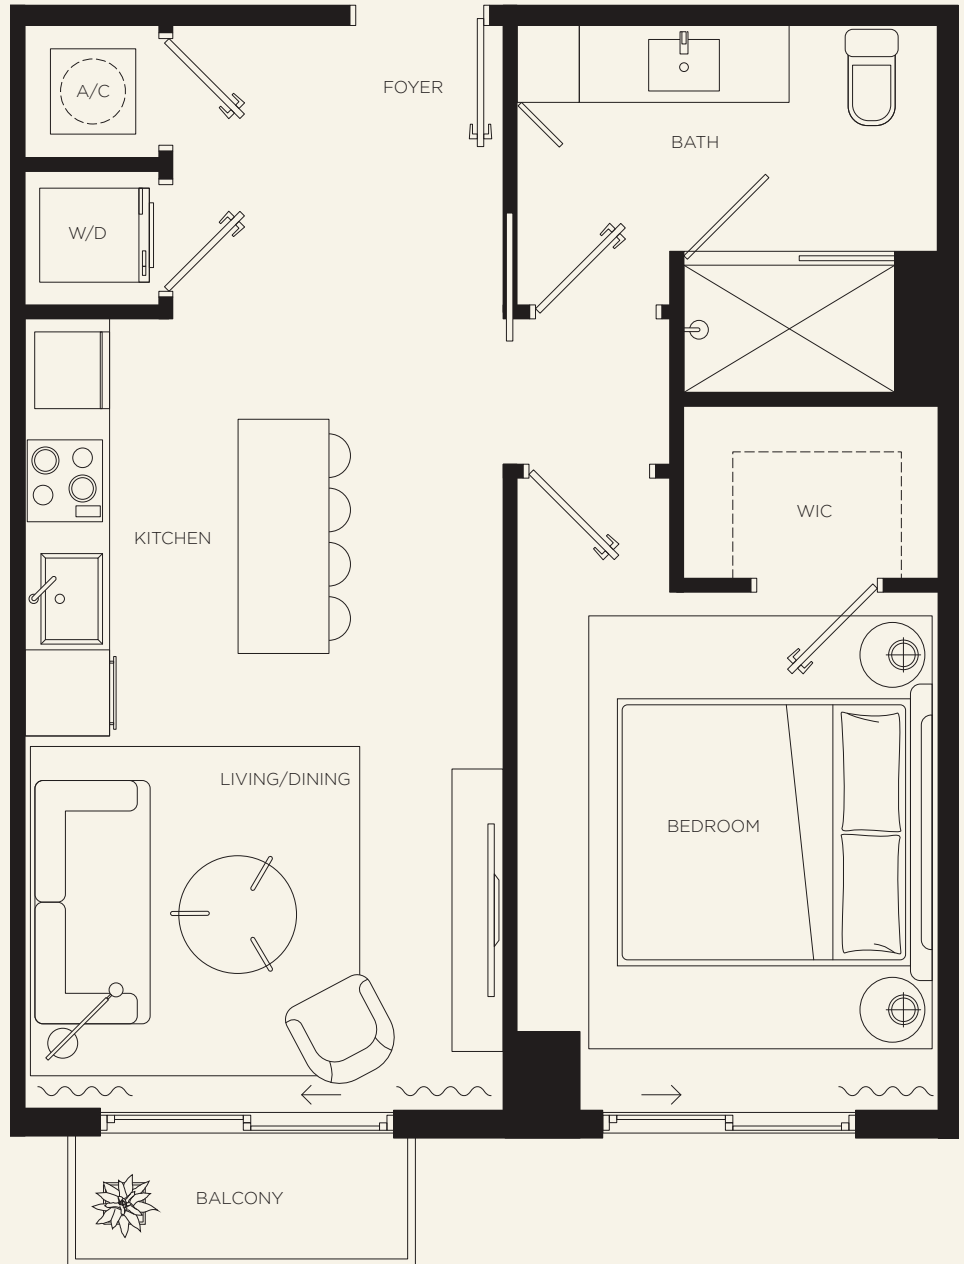 A/C
FOYER
BATH
W/D
WIC
KITCHEN
LIVING/DINING
BEDROOM
BALCONY